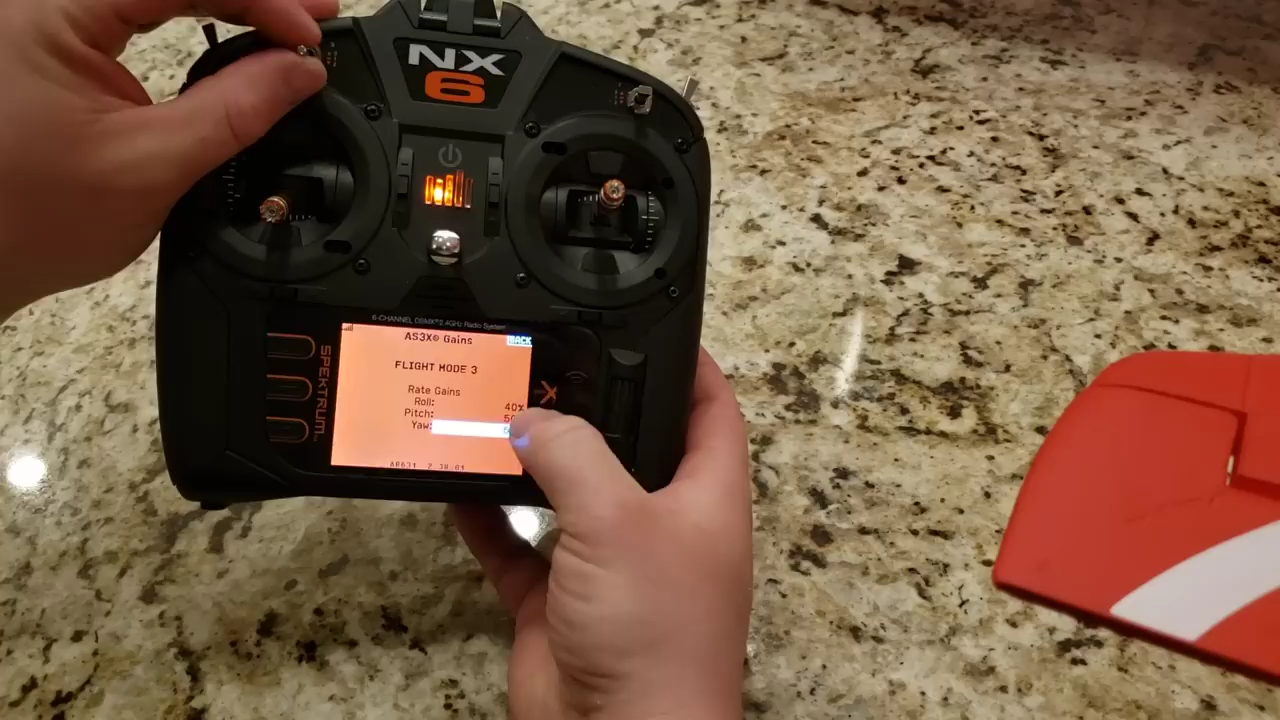 NX
6
6-CHANNEL DSMX® 2.4GHz Radio System
SPEKTRUM
AS3X® Gains
BACK
FLIGHT MODE 3
Rate Gains
Roll: 40%
Pitch:
Yaw:
AR631